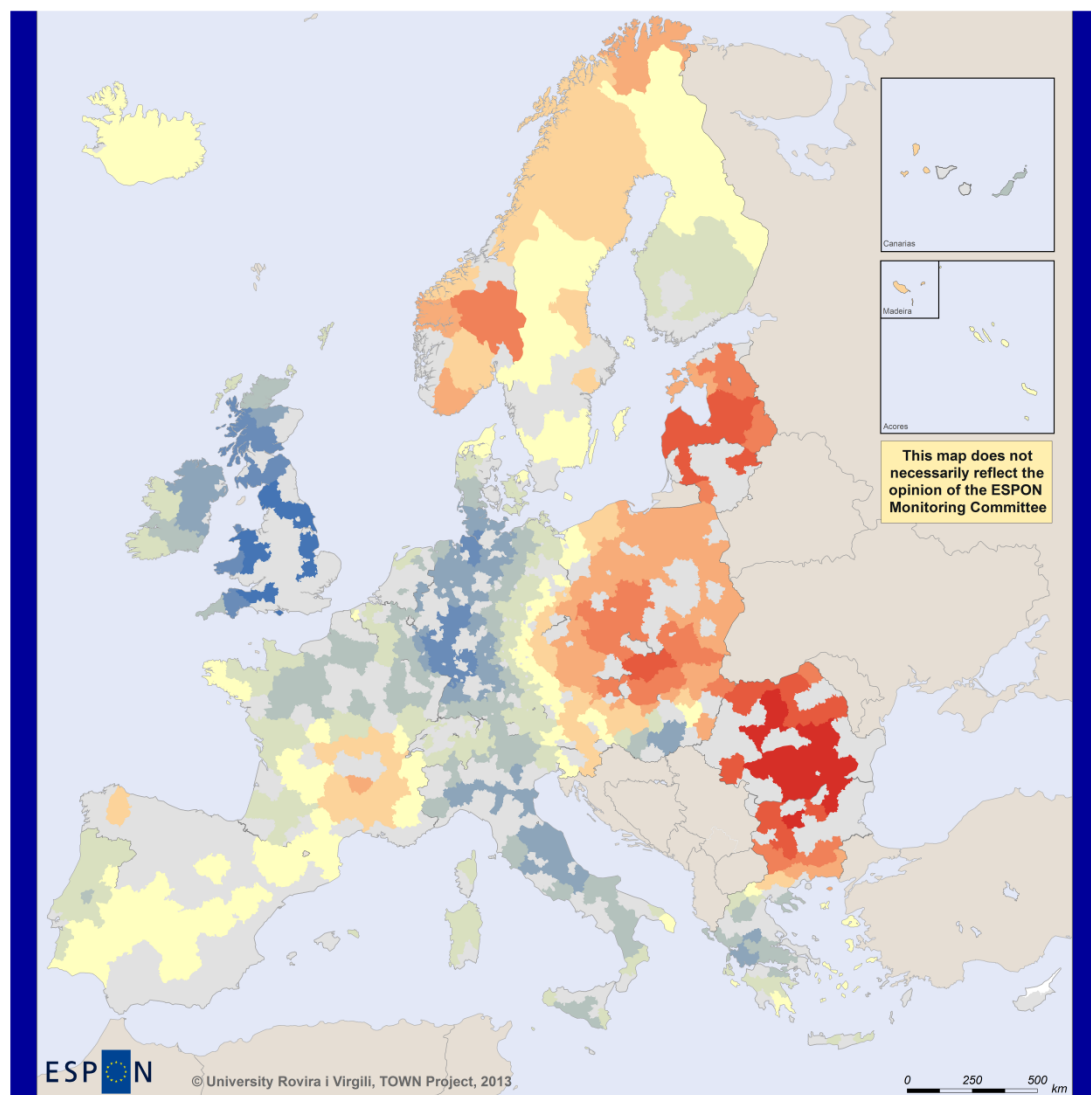 Canarias
Madeira
Acores
This map does not
necessarily reflect the
opinion of the ESPON
Monitoring Committee
ESPON
© University Rovira i Virgili, TOWN Project, 2013
0 250 500
km